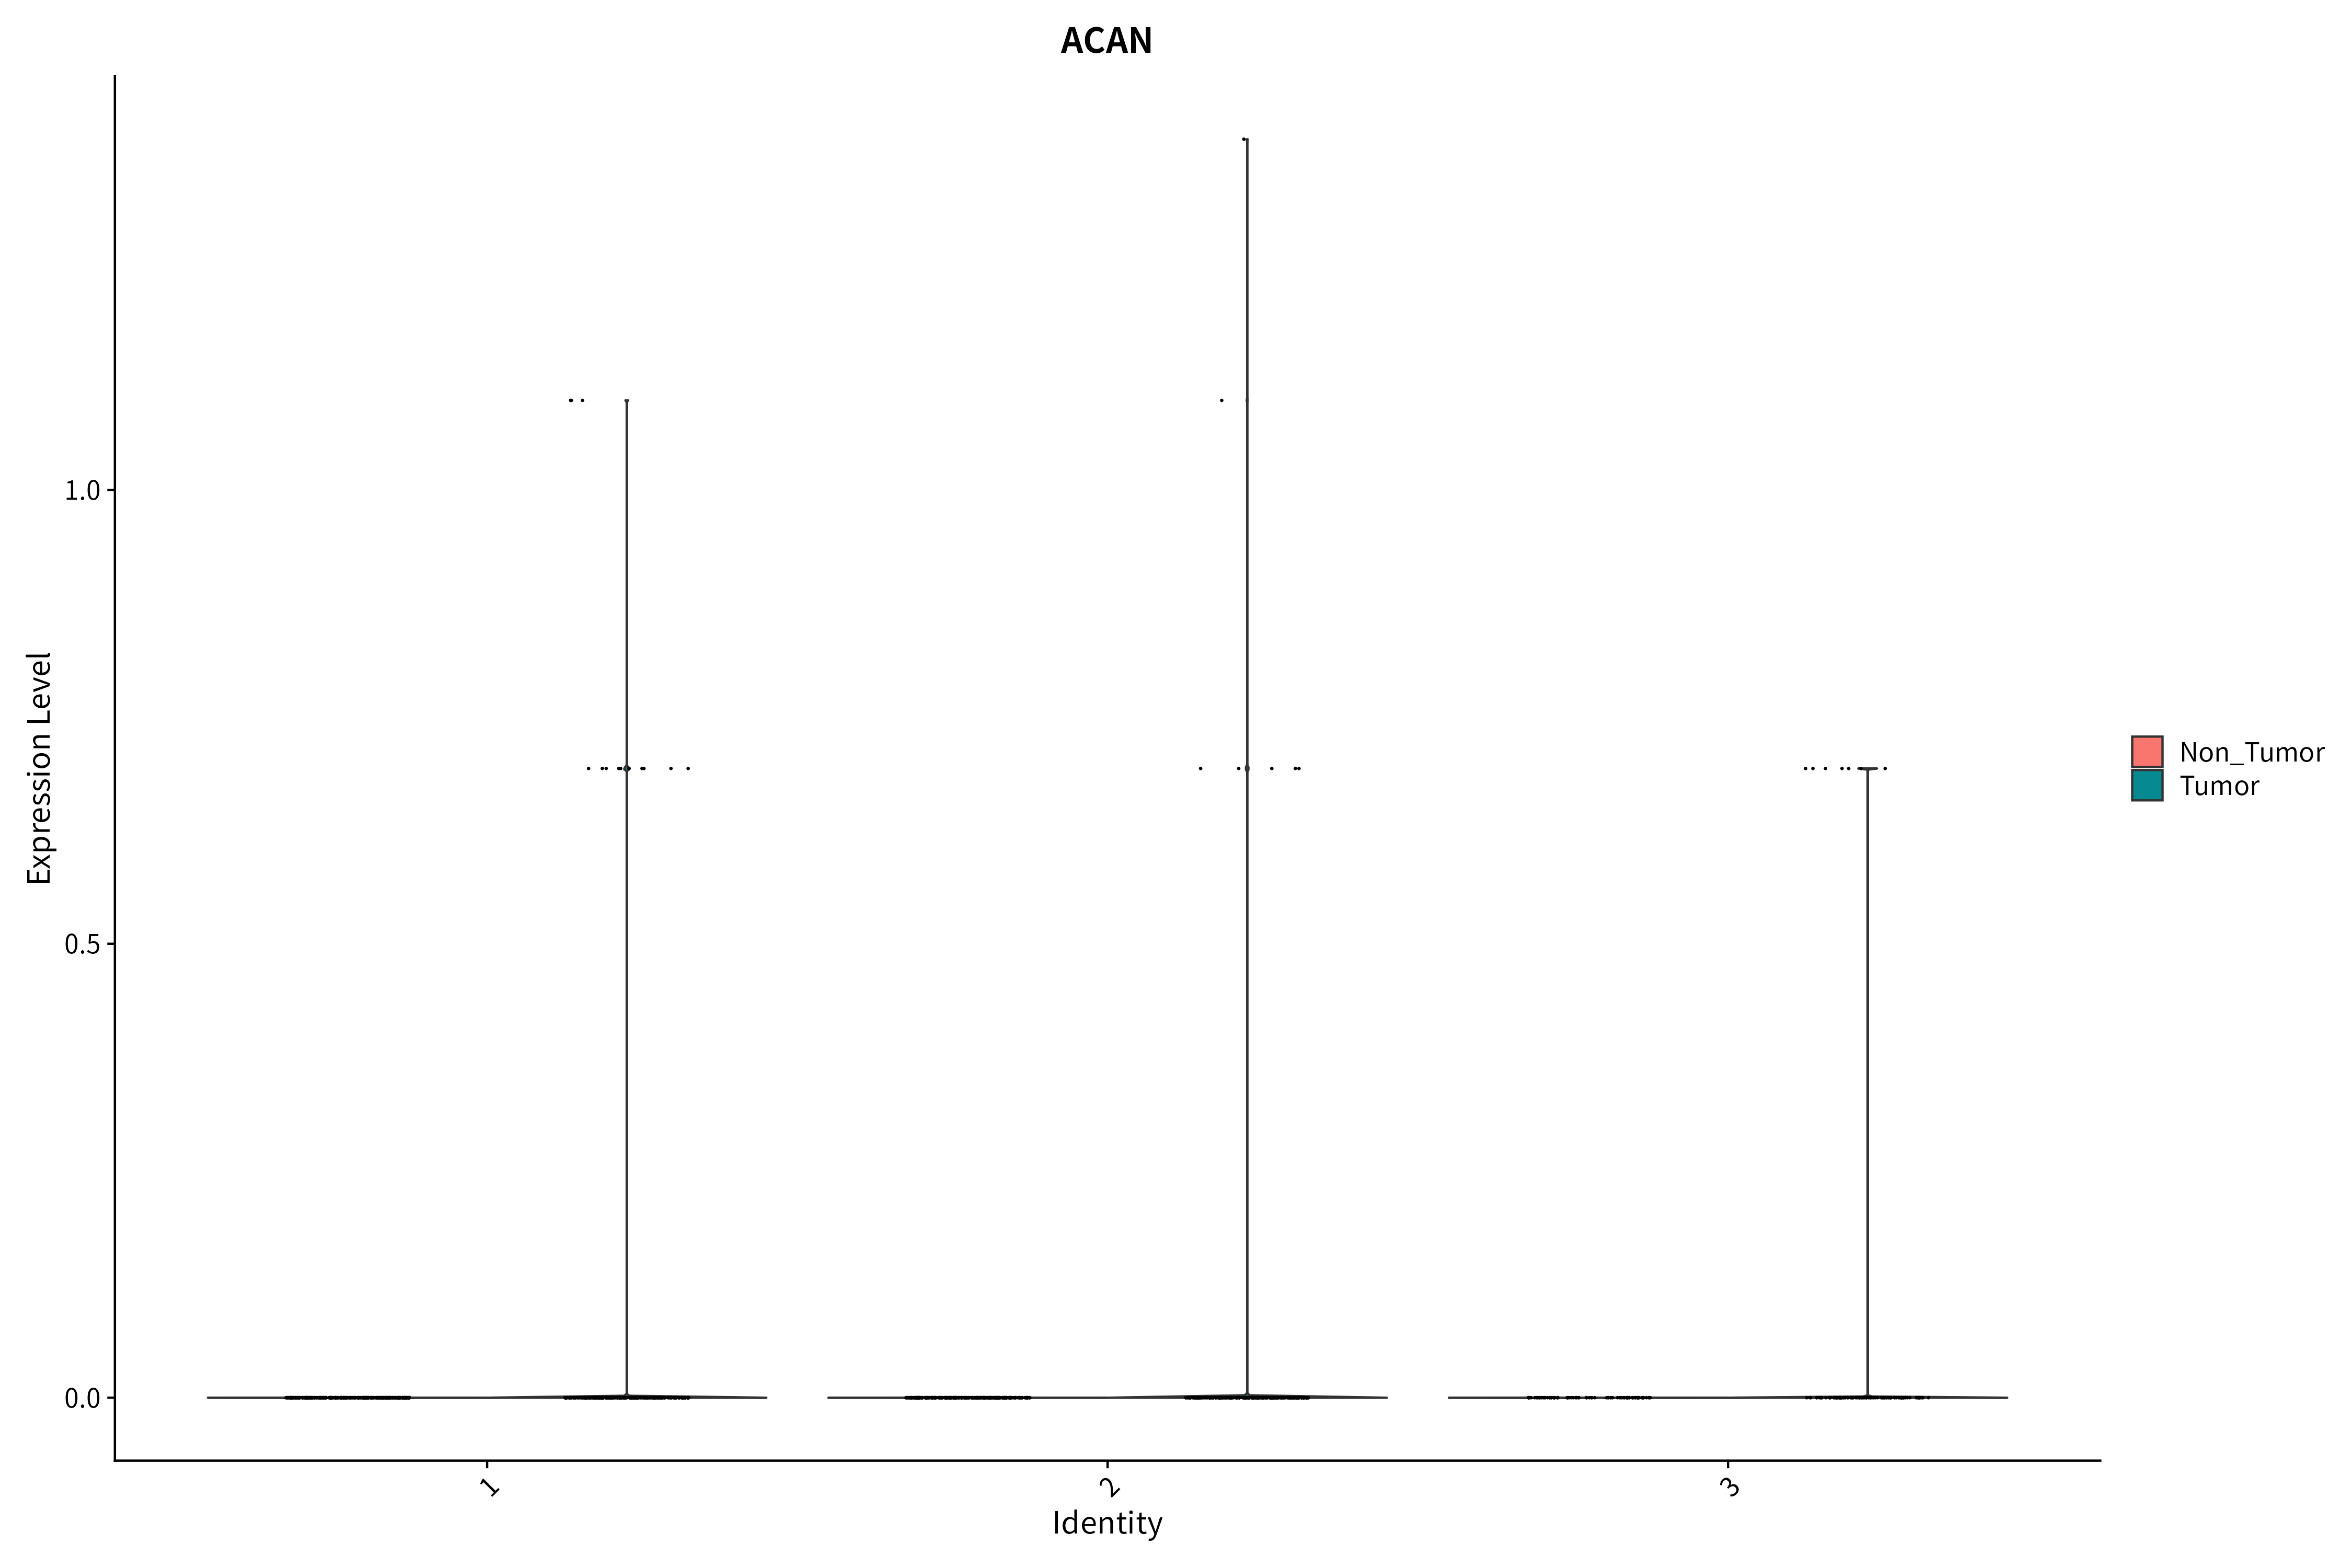 ACAN
Expression Level
1.0
0.5
0.0
1
2
3
Identity
Non_Tumor
Tumor